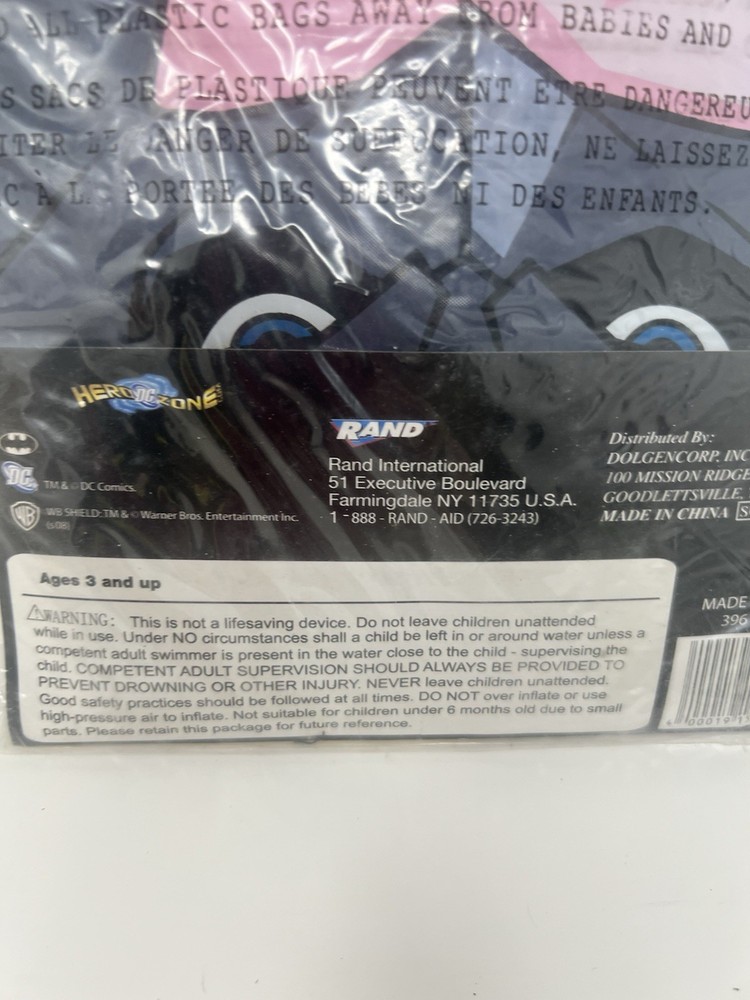 ALL PLASTIC BAGS AWAY FROM BABIES AND
SACS DE PLASTIQUE PEUVENT ETRE DANGEREU
ITER LE DANGER DE SUFFOCATION, NE LAISSEZ
C À LA PORTEE DES BEBES NI DES ENFANTS.
HERO DC ZONE
RAND
Rand International
51 Executive Boulevard
Farmingdale NY 11735 U.S.A.
1-888-RAND-AID (726-3243)
Distributed By:
DOLGENCORP, INC
100 MISSION RIDGE
GOODLETTSVILLE,
MADE IN CHINA
DC
TM & © DC Comics.
WB
WB SHIELD: TM & © Warner Bros. Entertainment Inc.
(s08)
Ages 3 and up
⚠WARNING: This is not a lifesaving device. Do not leave children unattended
while in use. Under NO circumstances shall a child be left in or around water unless a
competent adult swimmer is present in the water close to the child - supervising the
child. COMPETENT ADULT SUPERVISION SHOULD ALWAYS BE PROVIDED TO
PREVENT DROWNING OR OTHER INJURY. NEVER leave children unattended.
Good safety practices should be followed at all times. DO NOT over inflate or use
high-pressure air to inflate. Not suitable for children under 6 months old due to small
parts. Please retain this package for future reference.
MADE
396